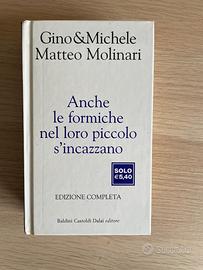 Gino&Michele
Matteo Molinari
Anche
le formiche
nel loro piccolo
s'incazzano
SOLO
€5,40
EDIZIONE COMPLETA
Baldini Castoldi Dalai editore
subito